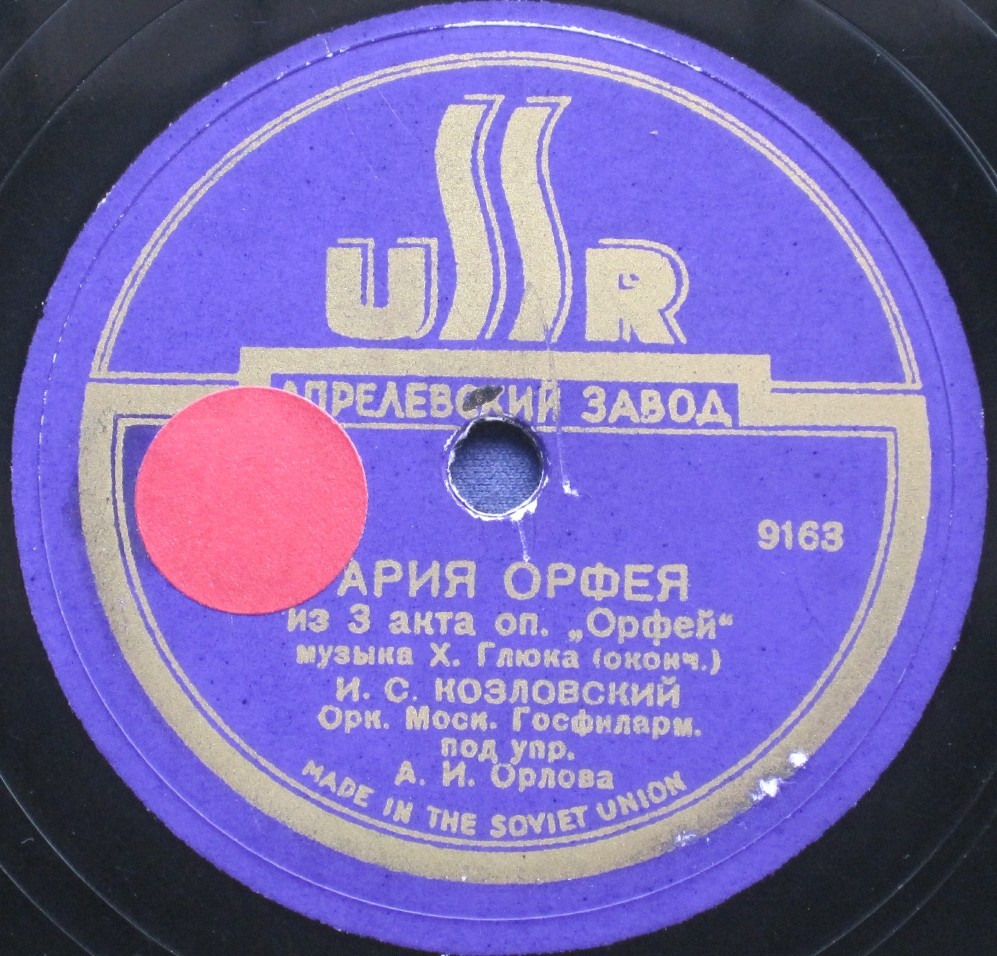 USSR
АПРЕЛЕВСКИЙ ЗАВОД
9163
АРИЯ ОРФЕЯ
из 3 акта оп. „Орфей“
музыка Х. Глюка (оконч.)
И. С. КОЗЛОВСКИЙ
Орк. Моск. Госфиларм.
под упр.
А. И. Орлова
MADE IN THE SOVIET UNION